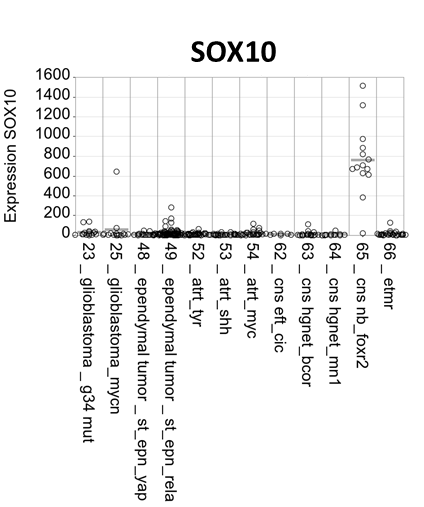 SOX10
Expression SOX10
1600
1400
1200
1000
800
600
400
200
0
23 _ glioblastoma _ g34 mut
25 _ glioblastoma_mycn
48 _ ependymal tumor _ st_epn_yap
49 _ ependymal tumor _ st_epn_rela
52 _ atrt_tyr
53 _ atrt_shh
54 _ atrt_myc
62 _ cns eft_cic
63 _ cns hgnet_bcor
64 _ cns hgnet_mn1
65 _ cns nb_foxr2
66 _ etmr